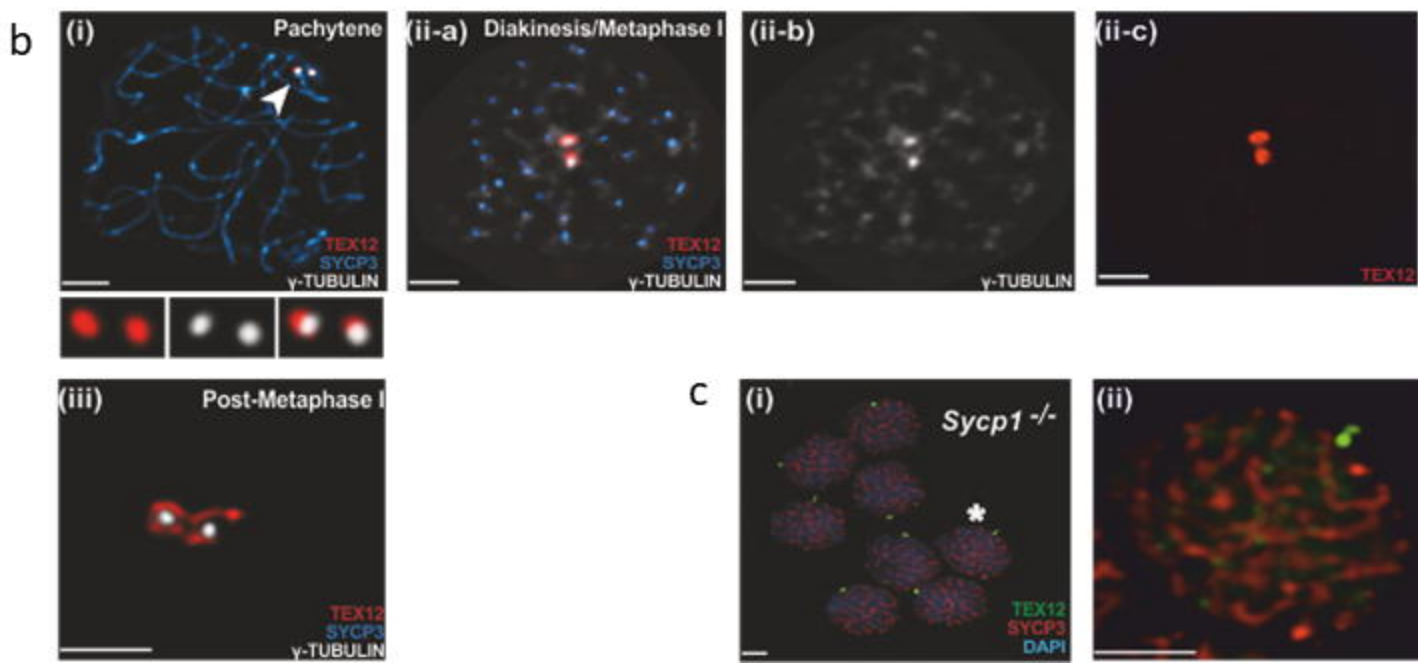 b
(i)
Pachytene
TEX12
SYCP3
γ-TUBULIN
(ii-a)
Diakinesis/Metaphase I
TEX12
SYCP3
γ-TUBULIN
(ii-b)
γ-TUBULIN
(ii-c)
TEX12
(iii)
Post-Metaphase I
TEX12
SYCP3
γ-TUBULIN
c
(i)
Sycp1 -/-
*
TEX12
SYCP3
DAPI
(ii)